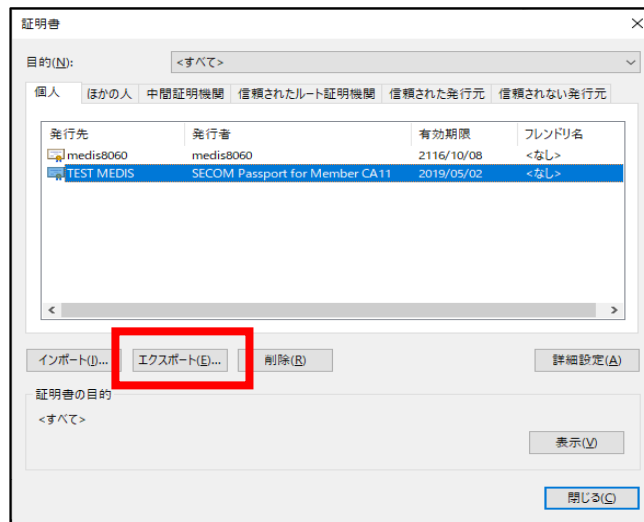 証明書
目的(N): <すべて>
個人 ほかの人 中間証明機関 信頼されたルート証明機関 信頼された発行元 信頼されない発行元
発行先 発行者 有効期限 フレンドリ名
medis8060 medis8060 2116/10/08 <なし>
TEST MEDIS SECOM Passport for Member CA11 2019/05/02 <なし>
インポート(I)... エクスポート(E)... 削除(R) 詳細設定(A)
証明書の目的
<すべて>
表示(V)
閉じる(C)